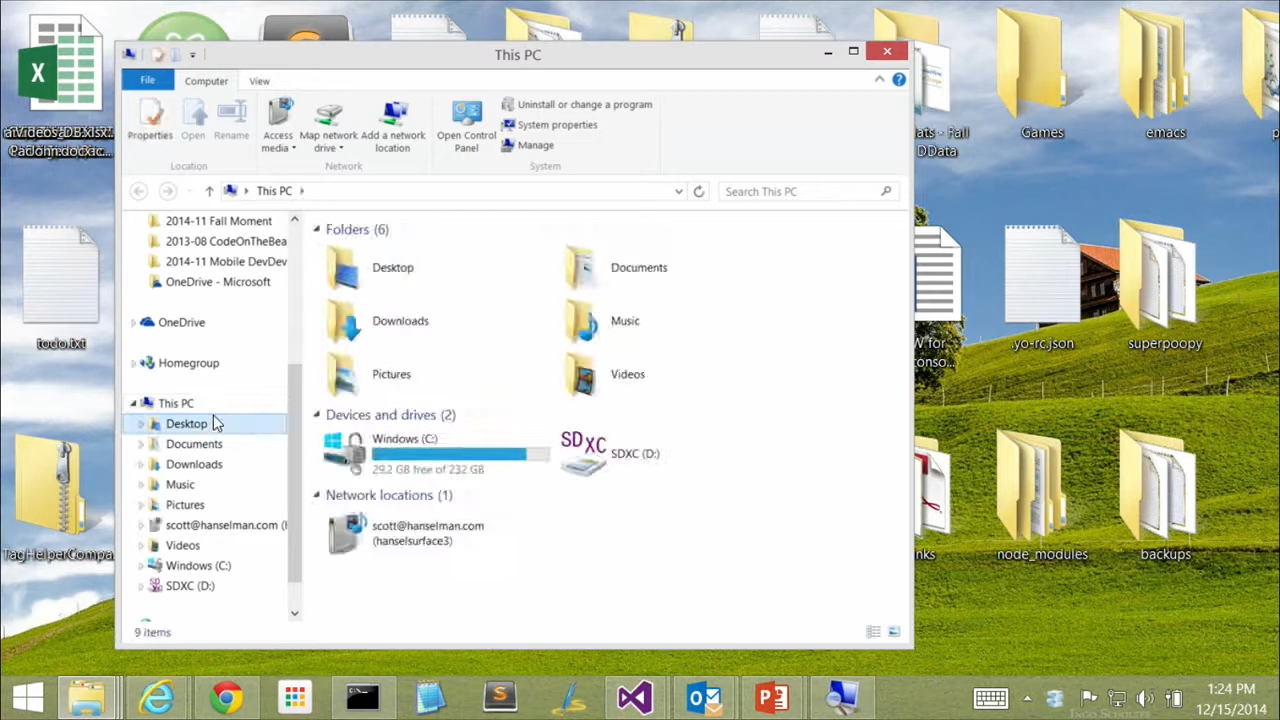 This PC
File
Computer
View
Properties
Open
Rename
Access media
Map network drive
Add a network location
Open Control Panel
Uninstall or change a program
System properties
Manage
Location
Network
System
This PC
Search This PC
2014-11 Fall Moment
2013-08 CodeOnTheBea
2014-11 Mobile DevDev
OneDrive - Microsoft
OneDrive
Homegroup
This PC
Desktop
Documents
Downloads
Music
Pictures
scott@hanselman.com (
Videos
Windows (C:)
SDXC (D:)
Folders (6)
Desktop
Documents
Downloads
Music
Pictures
Videos
Devices and drives (2)
Windows (C:)
29.2 GB free of 232 GB
SDXC
SDXC (D:)
Network locations (1)
scott@hanselman.com
(hanselsurface3)
9 items
todo.txt
TagHelperCompa
ats - Fall
DData
Games
emacs
W for
.yo-rc.json
superpoopy
node_modules
backups
1:24 PM
12/15/2014